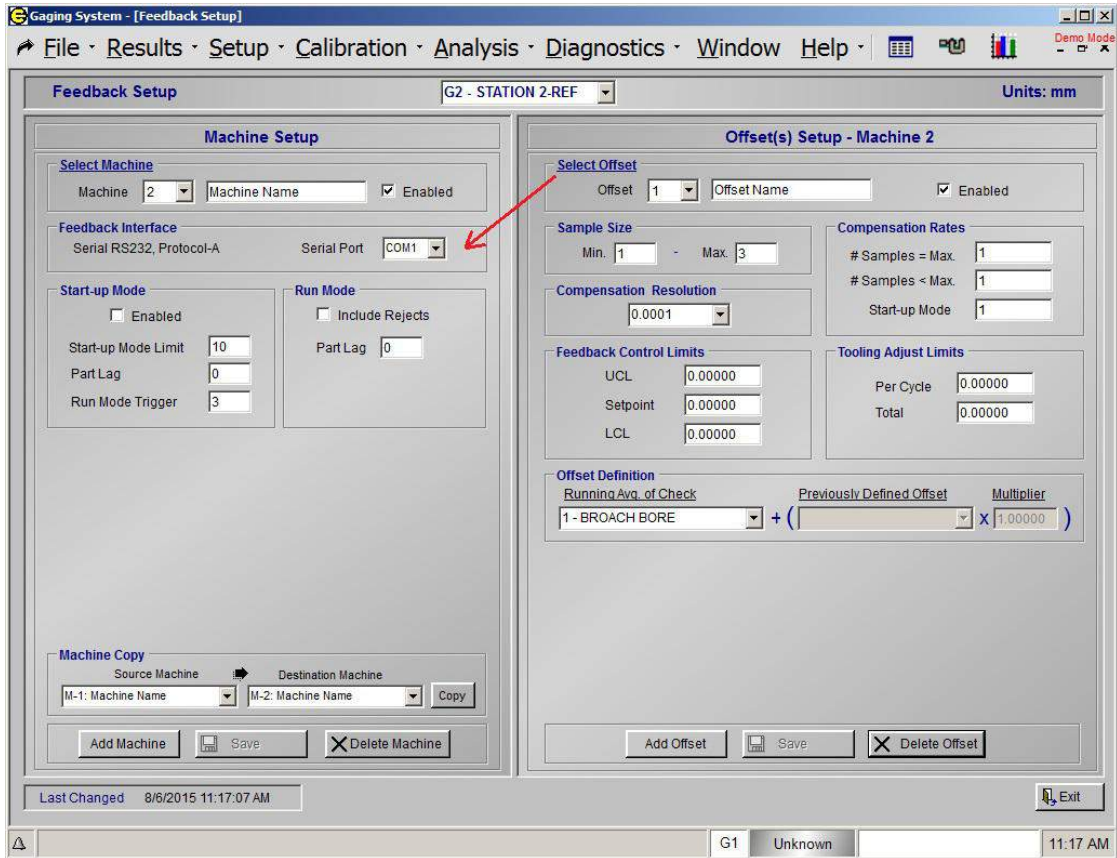 Gaging System - [Feedback Setup]
File · Results · Setup · Calibration · Analysis · Diagnostics · Window Help ·
Demo Mode
Feedback Setup
G2 - STATION 2-REF
Units: mm
Machine Setup
Select Machine
Machine 2 Machine Name Enabled
Feedback Interface
Serial RS232, Protocol-A Serial Port COM1
Start-up Mode
Enabled
Start-up Mode Limit 10
Part Lag 0
Run Mode Trigger 3
Run Mode
Include Rejects
Part Lag 0
Machine Copy
Source Machine Destination Machine
M-1: Machine Name M-2: Machine Name Copy
Add Machine Save Delete Machine
Offset(s) Setup - Machine 2
Select Offset
Offset 1 Offset Name Enabled
Sample Size
Min. 1 - Max. 3
Compensation Rates
# Samples = Max. 1
# Samples < Max. 1
Start-up Mode 1
Compensation Resolution
0.0001
Feedback Control Limits
UCL 0.00000
Setpoint 0.00000
LCL 0.00000
Tooling Adjust Limits
Per Cycle 0.00000
Total 0.00000
Offset Definition
Running Avg. of Check Previously Defined Offset Multiplier
1 - BROACH BORE + ( X 1.00000 )
Add Offset Save Delete Offset
Last Changed 8/6/2015 11:17:07 AM
Exit
G1 Unknown 11:17 AM